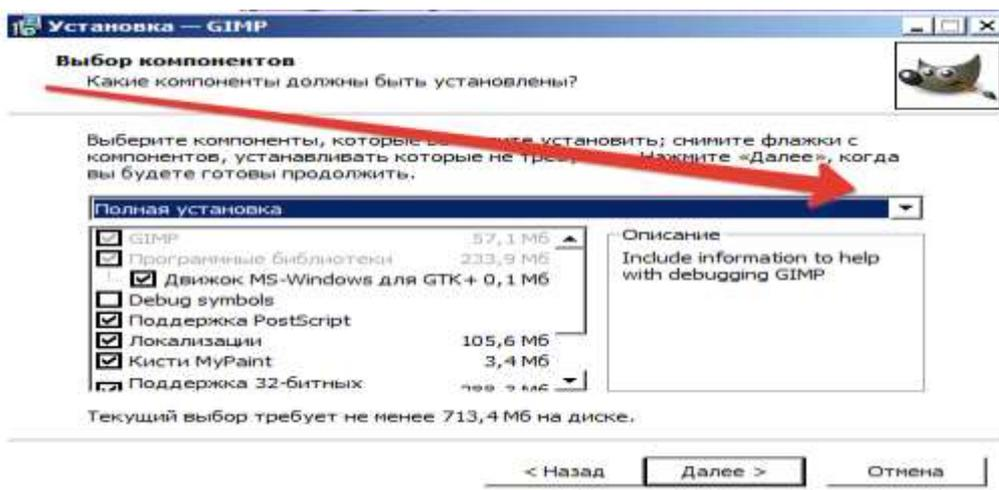 Установка — GIMP
Выбор компонентов
Какие компоненты должны быть установлены?
Выберите компоненты, которые установить; снимите флажки с
компонентов, устанавливать которые не Нажмите «Далее», когда
вы будете готовы продолжить.
Полная установка
GIMP 57,1 Мб
Программные библиотеки 233,9 Мб
Движок MS-Windows для GTK+ 0,1 Мб
Debug symbols
Поддержка PostScript
Локализации 105,6 Мб
Кисти MyPaint 3,4 Мб
Поддержка 32-битных
Описание
Include information to help
with debugging GIMP
Текущий выбор требует не менее 713,4 Мб на диске.
< Назад Далее > Отмена